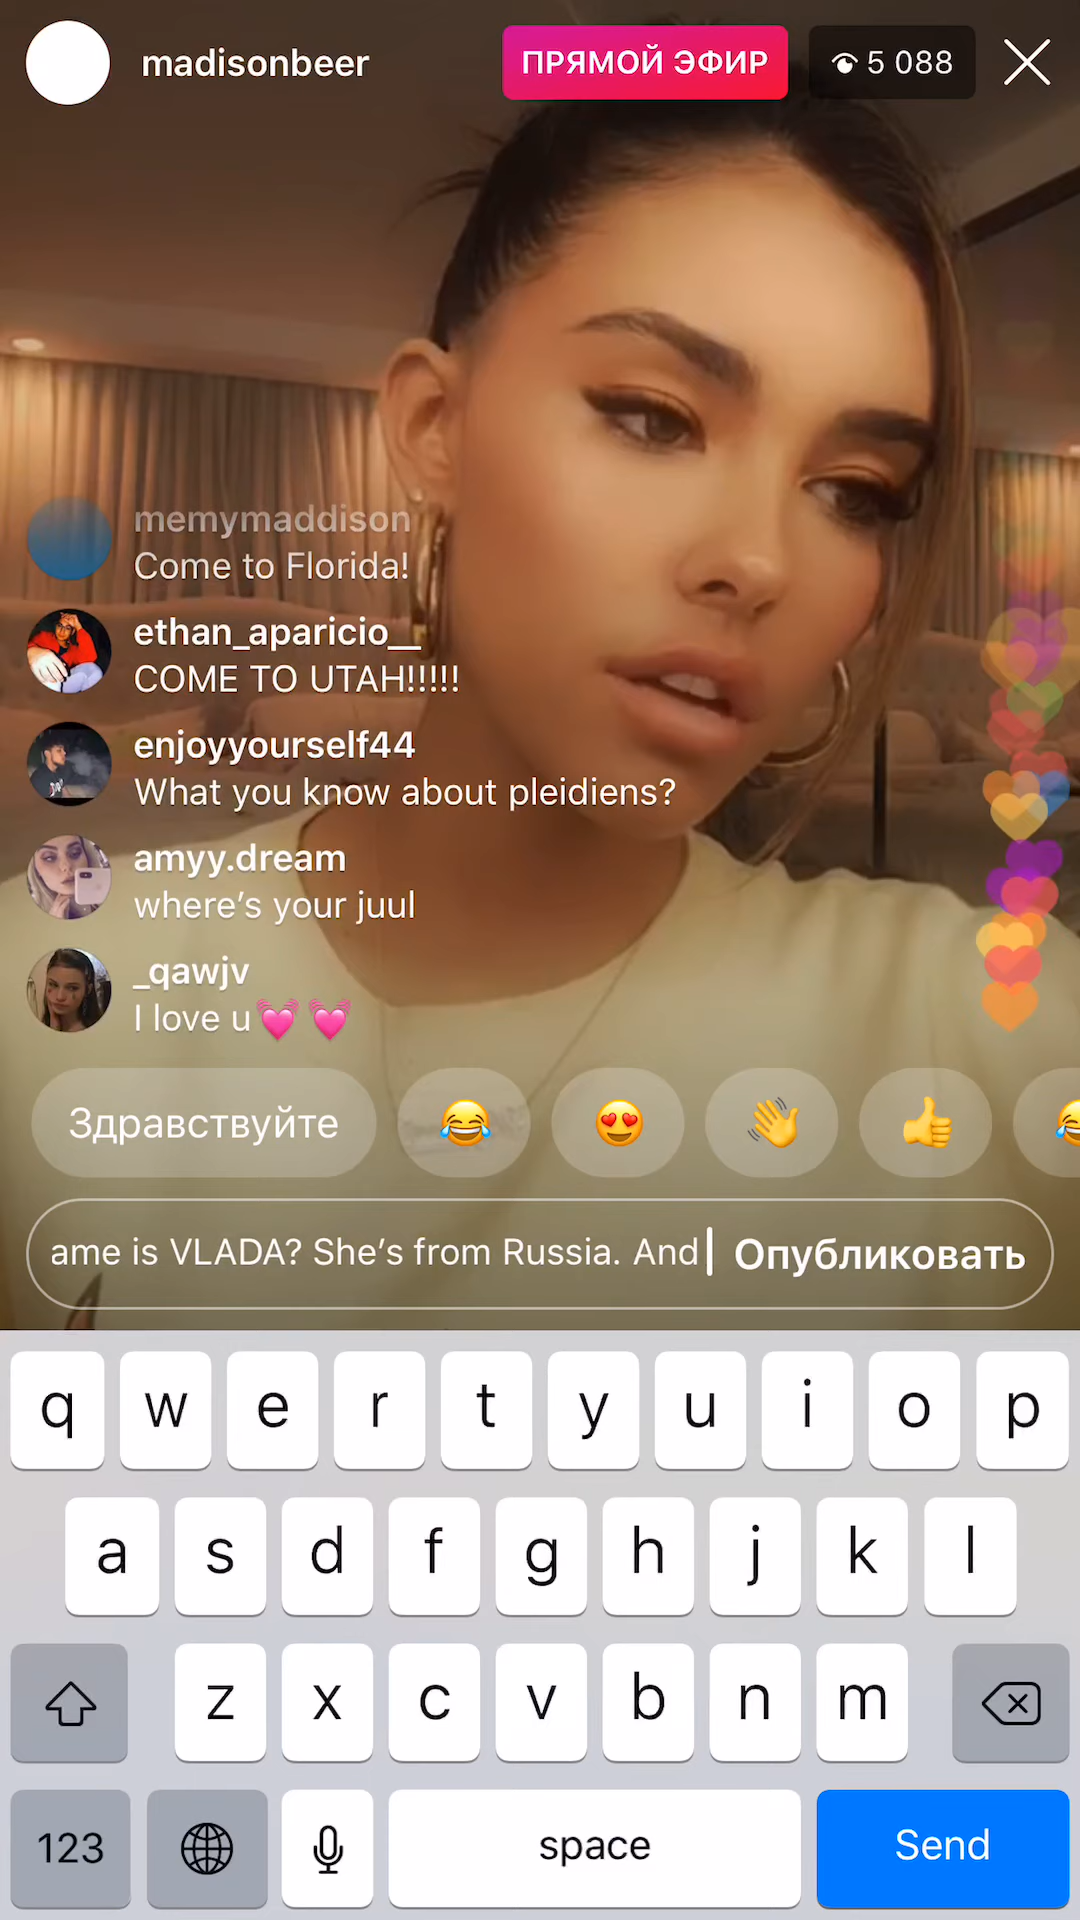 madisonbeer
ПРЯМОЙ ЭФИР
5 088
memymaddison
Come to Florida!
ethan_aparicio__
COME TO UTAH!!!!!
enjoyyourself44
What you know about pleidiens?
amyy.dream
where’s your juul
_qawjv
I love u💓💓
Здравствуйте 😂 😍 👋 👍 😂
ame is VLADA? She’s from Russia. And Опубликовать
q w e r t y u i o p
a s d f g h j k l
z x c v b n m
123 space Send